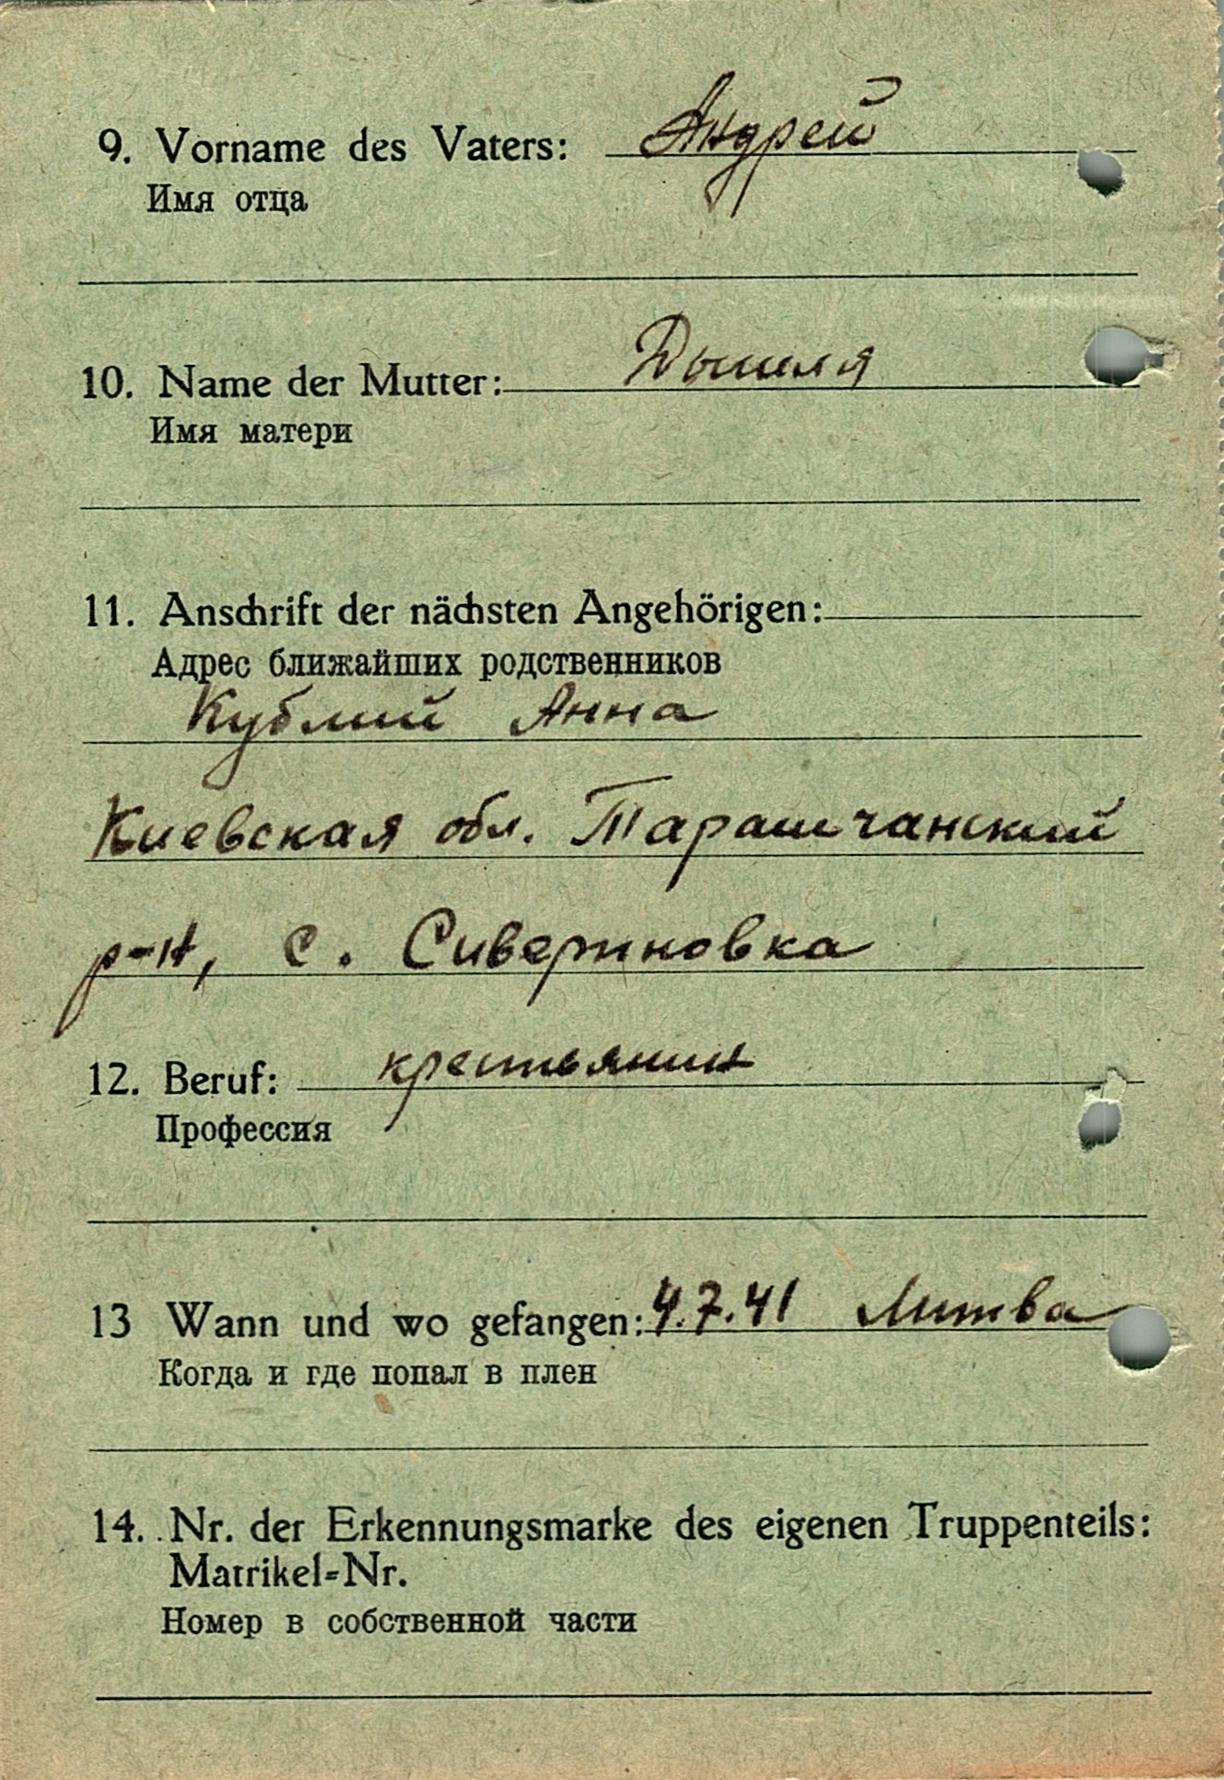 9. Vorname des Vaters: Андрей
Имя отца
10. Name der Mutter: Дышля
Имя матери
11. Anschrift der nächsten Angehörigen:
Адрес ближайших родственников
Кублий Анна
Киевская обл. Таращчанский
р-н, с. Сивериновка
12. Beruf: крестьянин
Профессия
13 Wann und wo gefangen: 4.7.41 Литва
Когда и где попал в плен
14. Nr. der Erkennungsmarke des eigenen Truppenteils:
Matrikel-Nr.
Номер в собственной части